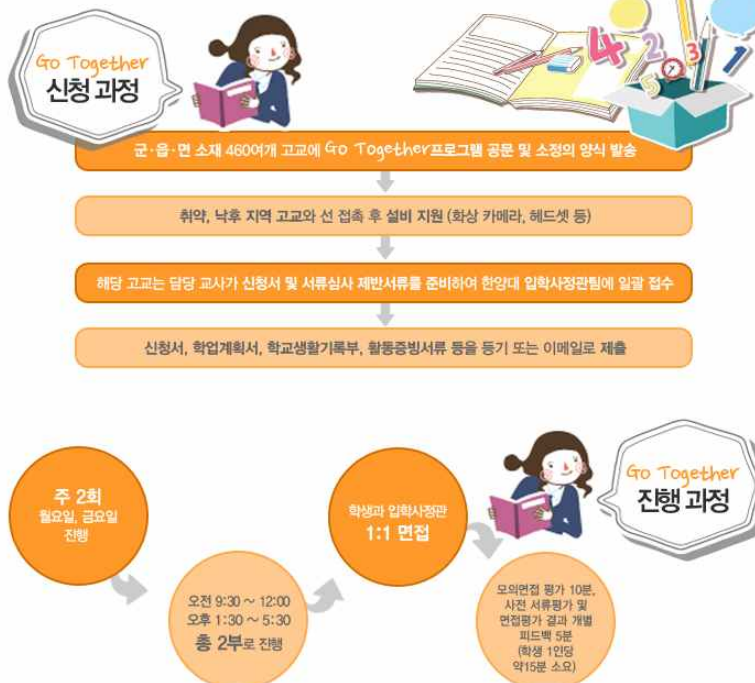 Go Together
신청 과정
4 2 3 1
5
군·읍·면 소재 460여개 고교에 Go Together프로그램 공문 및 소정의 양식 발송
취약, 낙후 지역 고교와 선 접촉 후 설비 지원 (화상 카메라, 헤드셋 등)
해당 고교는 담당 교사가 신청서 및 서류심사 제반서류를 준비하여 한양대 입학사정관팀에 일괄 접수
신청서, 학업계획서, 학교생활기록부, 활동증빙서류 등을 등기 또는 이메일로 제출
Go Together
진행 과정
주 2회
월요일, 금요일
진행
오전 9:30 ~ 12:00
오후 1:30 ~ 5:30
총 2부로 진행
학생과 입학사정관
1:1 면접
모의면접 평가 10분,
사전 서류평가 및
면접평가 결과 개별
피드백 5분
(학생 1인당
약15분 소요)